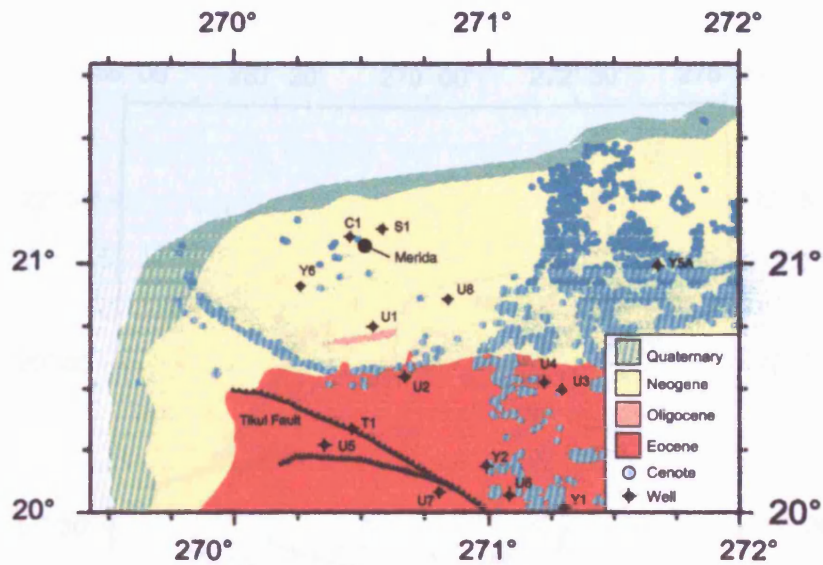 270°
271°
272°
C1
S1
21°
21°
Merida
Y5A
Y6
U8
U1
Quaternary
Neogene
U4
U3
U2
Oligocene
Tikul Fault
T1
Eocene
U5
Y2
Cenote
U6
Well
U7
Y1
20°
20°
270°
271°
272°